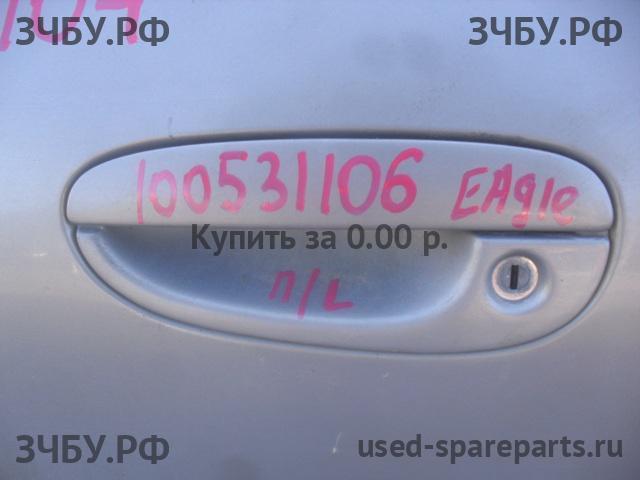 ЗЧБУ.РФ ЗЧБУ.РФ
100531106 EAgle
Купить за 0.00 р.
п/L
ЗЧБУ.РФ used-spareparts.ru